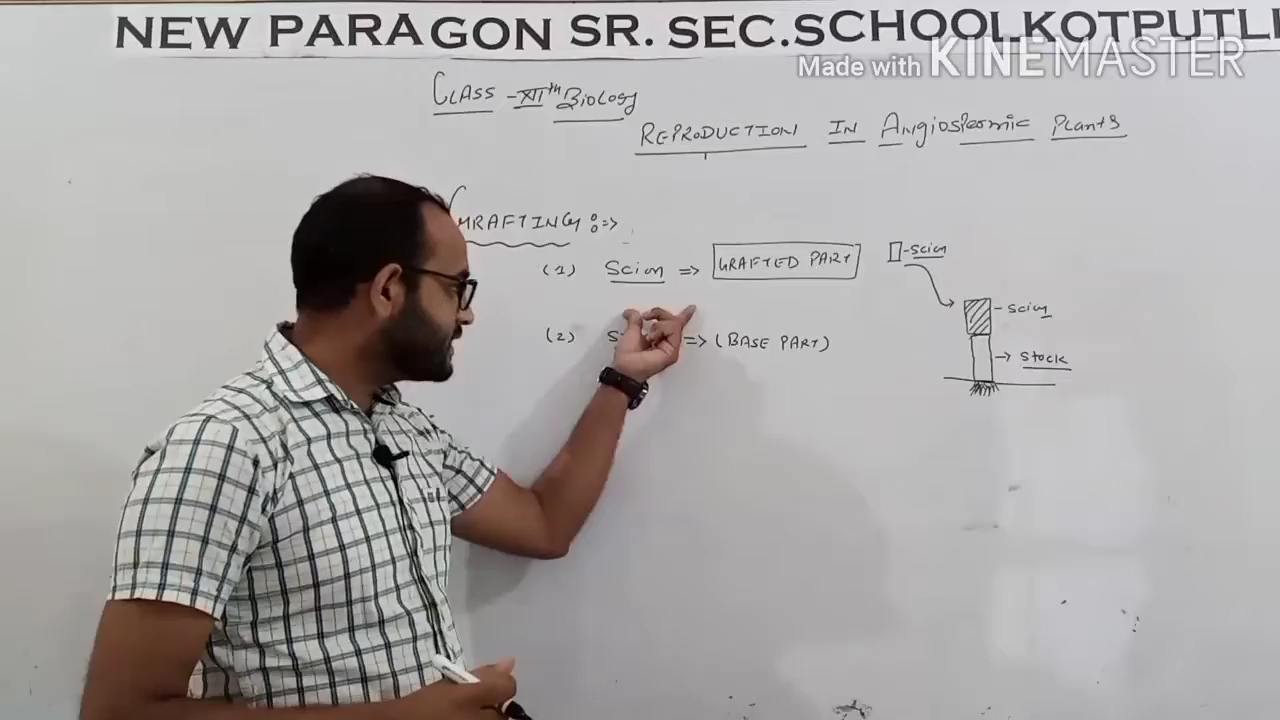 NEW PARAGON SR. SEC. SCHOOL KOTPUTLI
Made with KINEMASTER
CLASS - XIIth BIOLOGY
REPRODUCTION IN Angiospermic Plants
GRAFTING :=>
(1) Scion => GRAFTED PART
(2) => (BASE PART)
scion
scion
stock